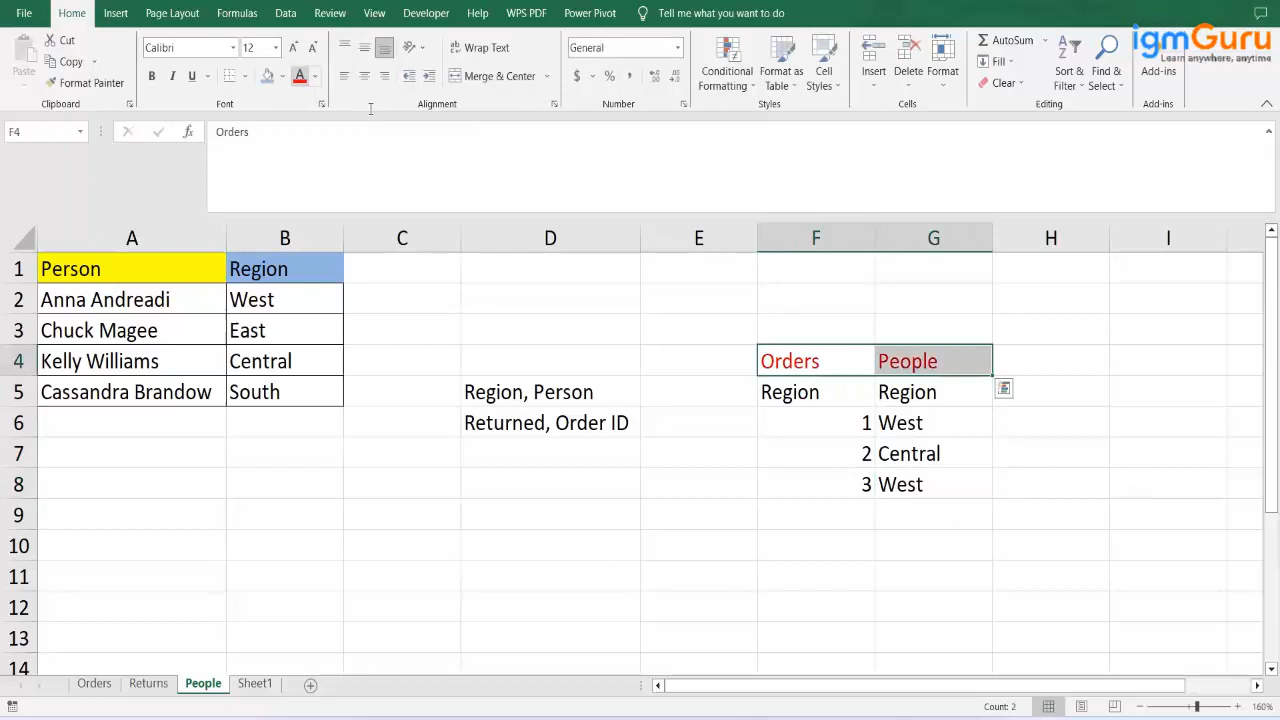 File Home Insert Page Layout Formulas Data Review View Developer Help WPS PDF Power Pivot Tell me what you want to do
igmGuru
Learn anywhere, anytime
Paste
Cut
Copy
Format Painter
Clipboard
Calibri 12 A A
B I U A
Font
ab Wrap Text
Merge & Center
Alignment
General
$ % ,
Number
Conditional Formatting
Format as Table
Cell Styles
Styles
Insert
Delete
Format
Cells
AutoSum
Fill
Clear
Sort & Filter
Find & Select
Editing
Add-ins
Add-ins
F4 fx Orders
A B C D E F G H I
1 Person Region
2 Anna Andreadi West
3 Chuck Magee East
4 Kelly Williams Central Orders People
5 Cassandra Brandow South Region, Person Region Region
6 Returned, Order ID 1 West
7 2 Central
8 3 West
9
10
11
12
13
14
Orders Returns People Sheet1
Count: 2 160%